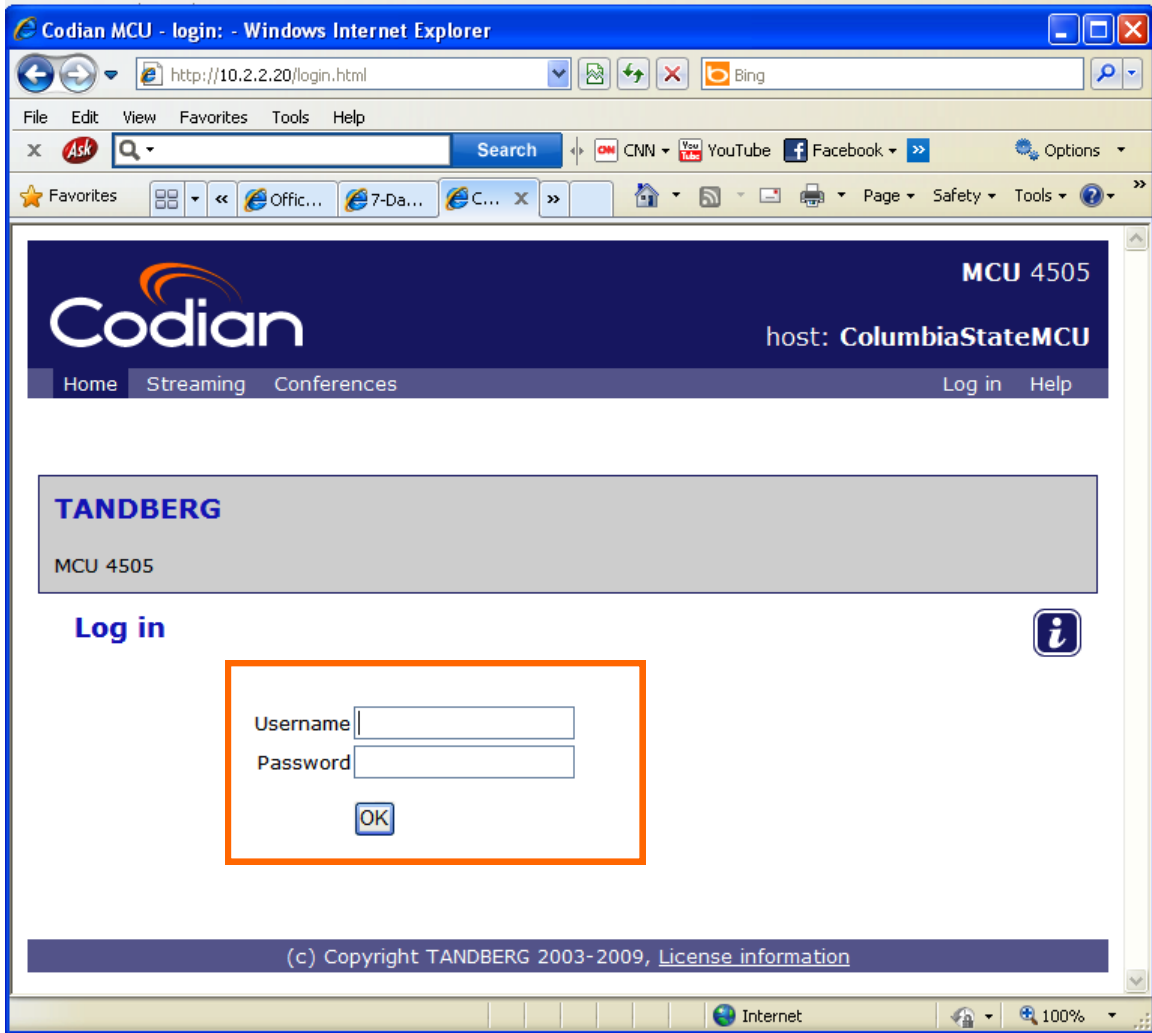 Codian MCU - login: - Windows Internet Explorer
http://10.2.2.20/login.html Bing
File Edit View Favorites Tools Help
x Ask Search CNN You Tube YouTube Facebook Options
Favorites Offic... 7-Da... C... X Page Safety Tools
Codian
MCU 4505
host: ColumbiaStateMCU
Home Streaming Conferences Log in Help
TANDBERG
MCU 4505
Log in
i
Username
Password
OK
(c) Copyright TANDBERG 2003-2009, License information
Internet 100%